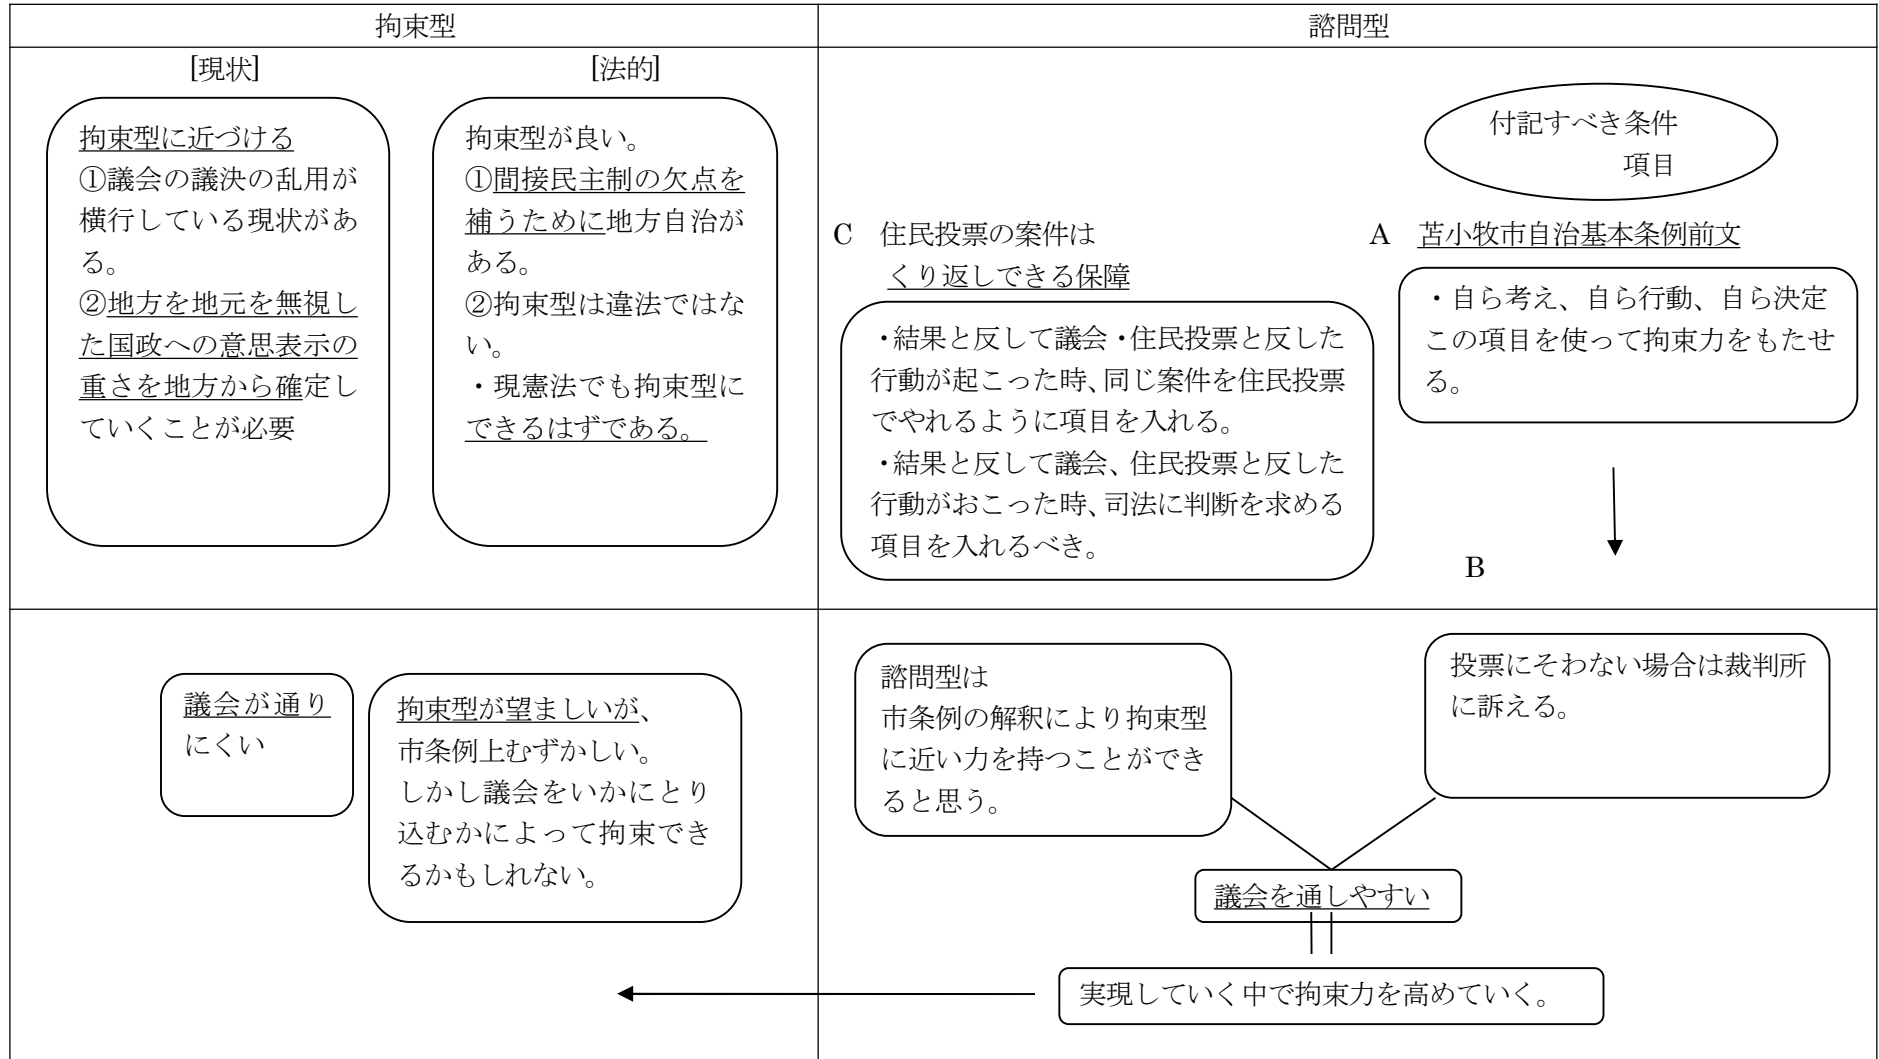 拘束型
諮問型
[現状]
[法的]
拘束型に近づける
①議会の議決の乱用が
横行している現状があ
る。
②地方を地元を無視し
た国政への意思表示の
重さを地方から確定し
ていくことが必要
拘束型が良い。
①間接民主制の欠点を
補うために地方自治が
ある。
②拘束型は違法ではな
い。
・現憲法でも拘束型に
できるはずである。
付記すべき条件
項目
C 住民投票の案件は
くり返しできる保障
・結果と反して議会・住民投票と反した
行動が起こった時、同じ案件を住民投票
でやれるように項目を入れる。
・結果と反して議会、住民投票と反した
行動がおこった時、司法に判断を求める
項目を入れるべき。
A 苫小牧市自治基本条例前文
・自ら考え、自ら行動、自ら決定
この項目を使って拘束力をもたせ
る。
B
議会が通り
にくい
拘束型が望ましいが、
市条例上むずかしい。
しかし議会をいかにとり
込むかによって拘束でき
るかもしれない。
諮問型は
市条例の解釈により拘束型
に近い力を持つことができ
ると思う。
投票にそわない場合は裁判所
に訴える。
議会を通しやすい
実現していく中で拘束力を高めていく。